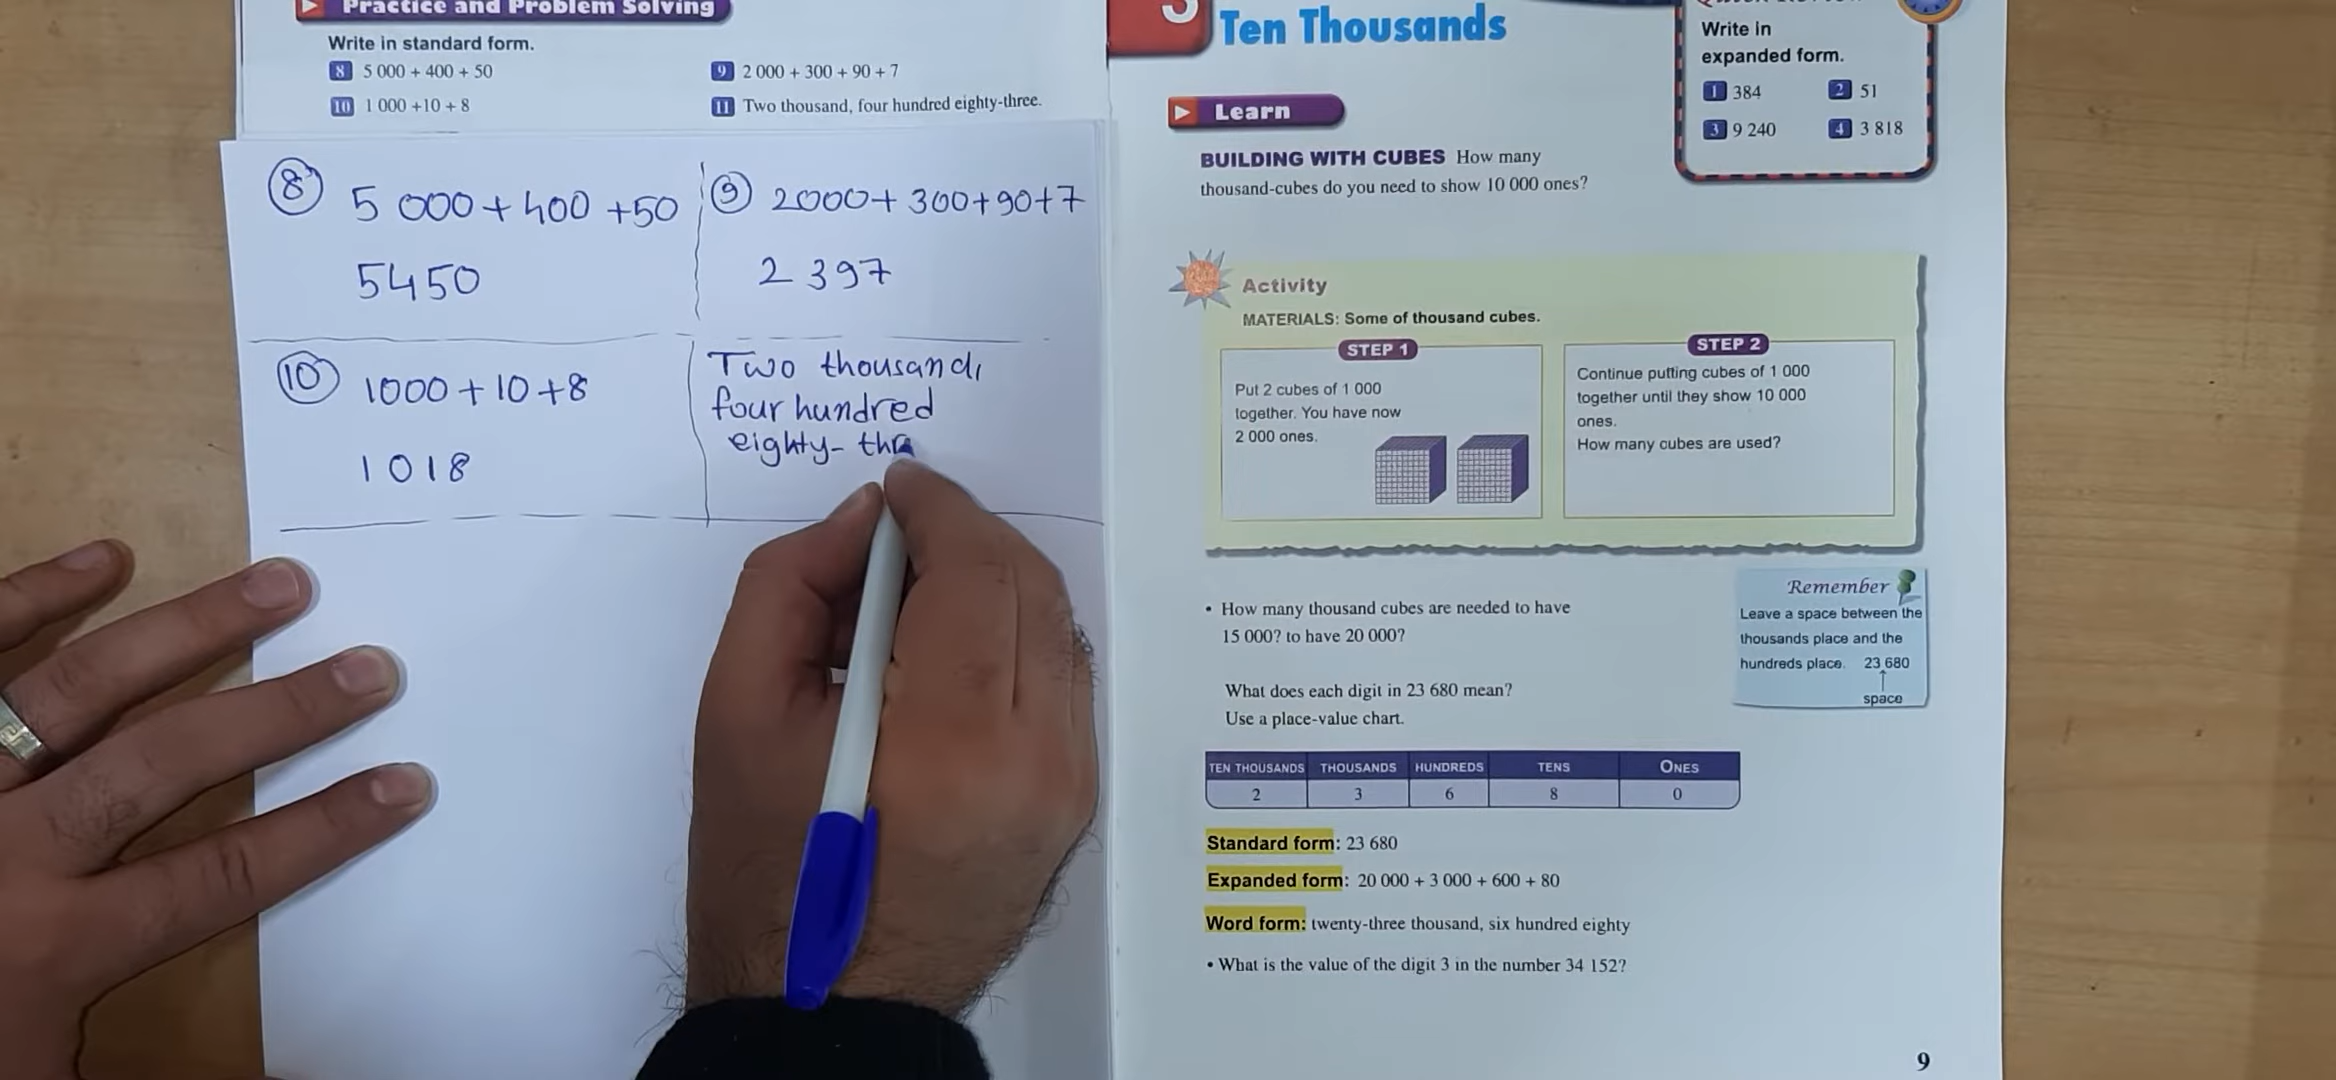 Practice and Problem Solving
Write in standard form.
8 5 000 + 400 + 50
9 2 000 + 300 + 90 + 7
10 1 000 +10 + 8
11 Two thousand, four hundred eighty-three.
8 5 000 + 400 + 50
5450
9 2000 + 300 + 90 + 7
2 397
10 1000 + 10 + 8
1018
Two thousand,
four hundred
eighty-
Ten Thousands
Write in
expanded form.
1 384
2 51
3 9 240
4 3 818
Learn
BUILDING WITH CUBES How many
thousand-cubes do you need to show 10 000 ones?
Activity
MATERIALS: Some of thousand cubes.
STEP 1
Put 2 cubes of 1 000
together. You have now
2 000 ones.
STEP 2
Continue putting cubes of 1 000
together until they show 10 000
ones.
How many cubes are used?
• How many thousand cubes are needed to have
15 000? to have 20 000?
Remember
Leave a space between the
thousands place and the
hundreds place. 23 680
space
What does each digit in 23 680 mean?
Use a place-value chart.
TEN THOUSANDS THOUSANDS HUNDREDS TENS ONES
2 3 6 8 0
Standard form: 23 680
Expanded form: 20 000 + 3 000 + 600 + 80
Word form: twenty-three thousand, six hundred eighty
• What is the value of the digit 3 in the number 34 152?
9